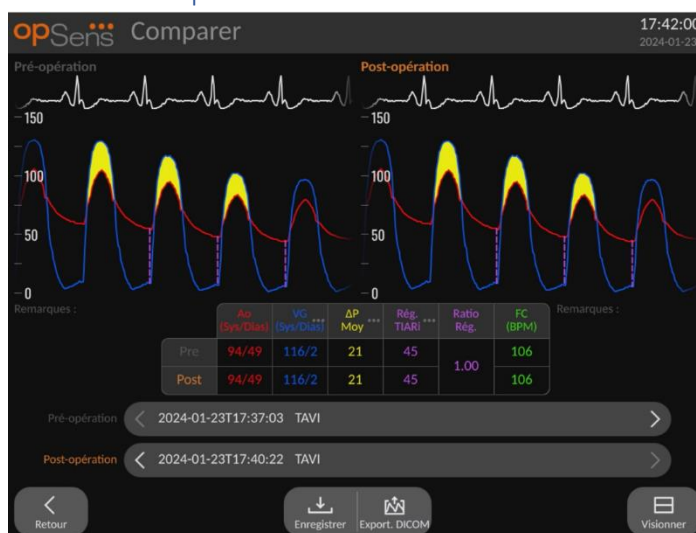 opSens Comparer 17:42:00
2024-01-23
Pré-opération Post-opération
150 150
100 100
50 50
0 0
Remarques : Remarques :
Ao (Sys/Dias) VG (Sys/Dias) ΔP Moy Rég. TIARi Ratio Rég. FC (BPM)
Pre 94/49 116/2 21 45 1.00 106
Post 94/49 116/2 21 45 106
Pré-opération 2024-01-23T17:37:03 TAVI
Post-opération 2024-01-23T17:40:22 TAVI
Retour Enregistrer Export. DICOM Visionner